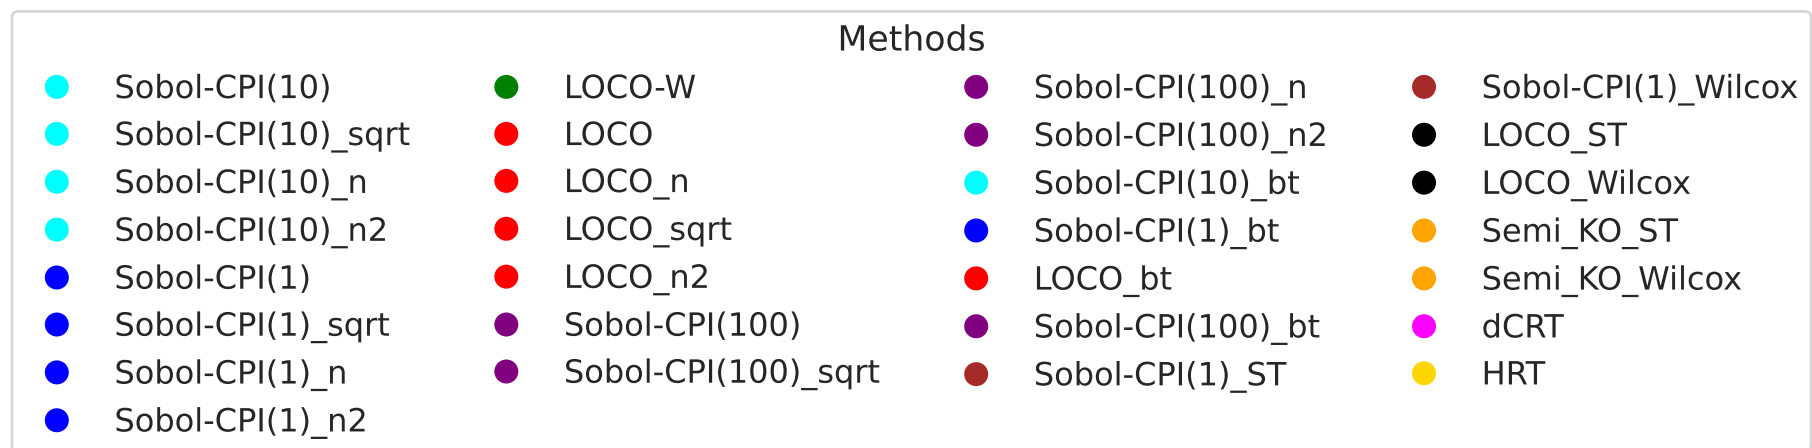 Methods
Sobol-CPI(10)
Sobol-CPI(10)_sqrt
Sobol-CPI(10)_n
Sobol-CPI(10)_n2
Sobol-CPI(1)
Sobol-CPI(1)_sqrt
Sobol-CPI(1)_n
Sobol-CPI(1)_n2
LOCO-W
LOCO
LOCO_n
LOCO_sqrt
LOCO_n2
Sobol-CPI(100)
Sobol-CPI(100)_sqrt
Sobol-CPI(100)_n
Sobol-CPI(100)_n2
Sobol-CPI(10)_bt
Sobol-CPI(1)_bt
LOCO_bt
Sobol-CPI(100)_bt
Sobol-CPI(1)_ST
Sobol-CPI(1)_Wilcox
LOCO_ST
LOCO_Wilcox
Semi_KO_ST
Semi_KO_Wilcox
dCRT
HRT